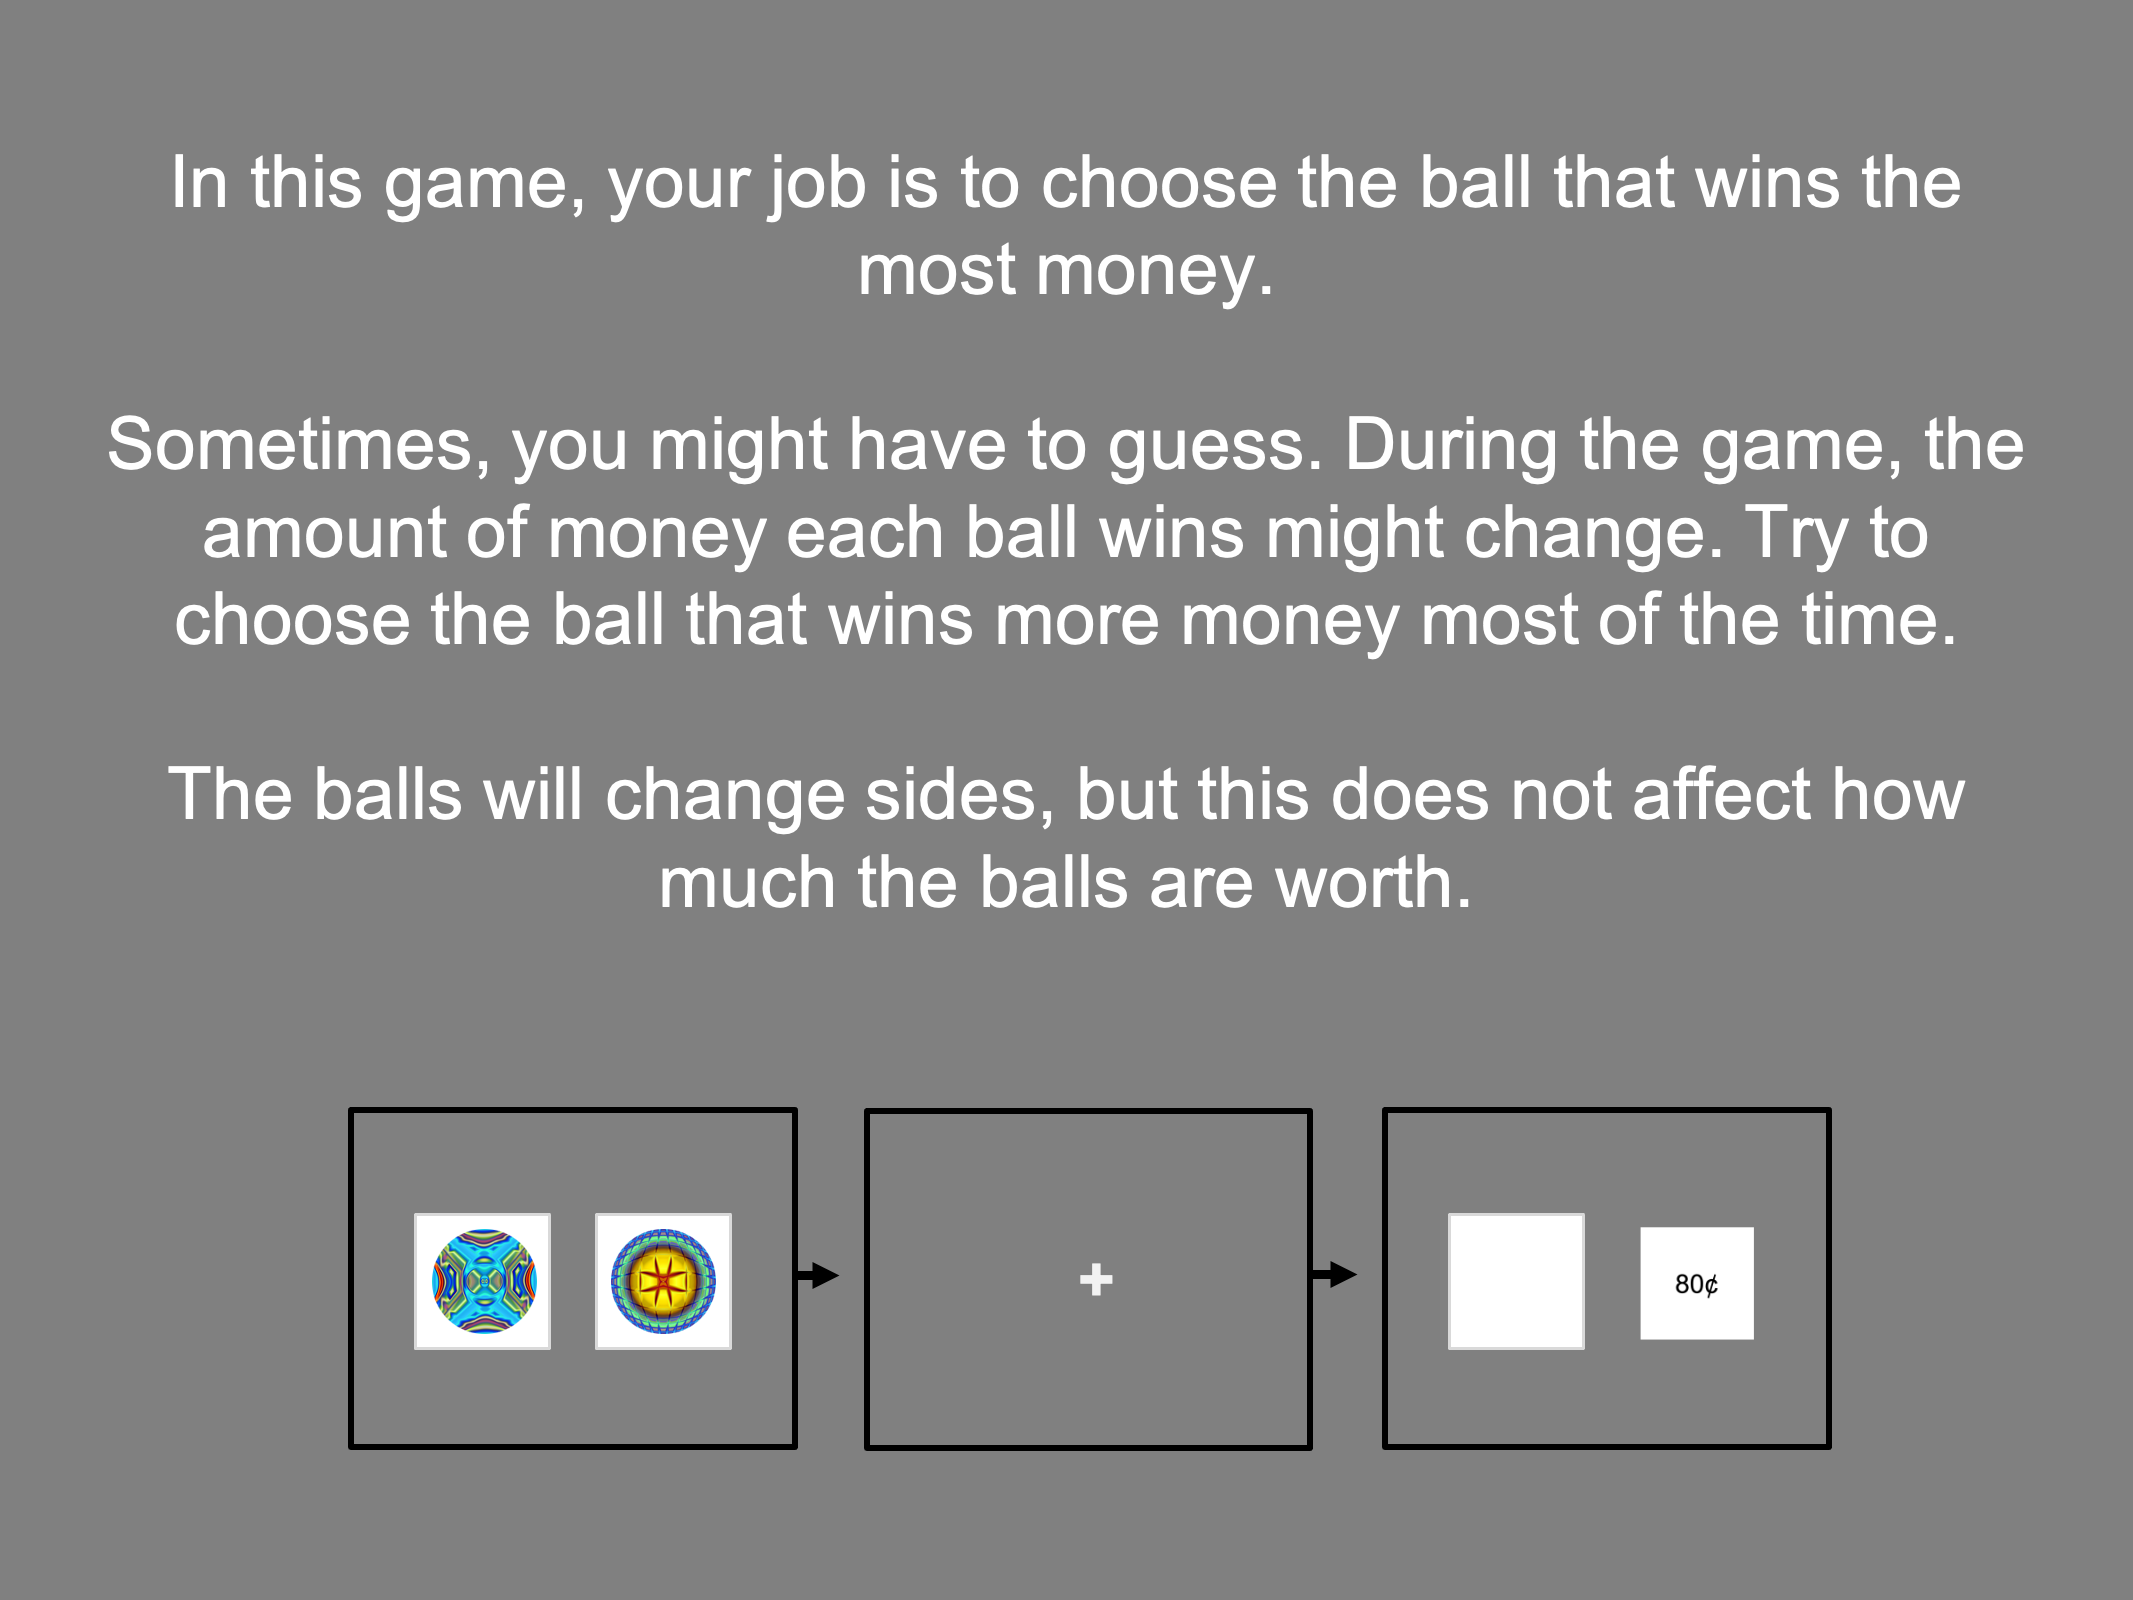 In this game, your job is to choose the ball that wins the
most money.
Sometimes, you might have to guess. During the game, the
amount of money each ball wins might change. Try to
choose the ball that wins more money most of the time.
The balls will change sides, but this does not affect how
much the balls are worth.
80¢